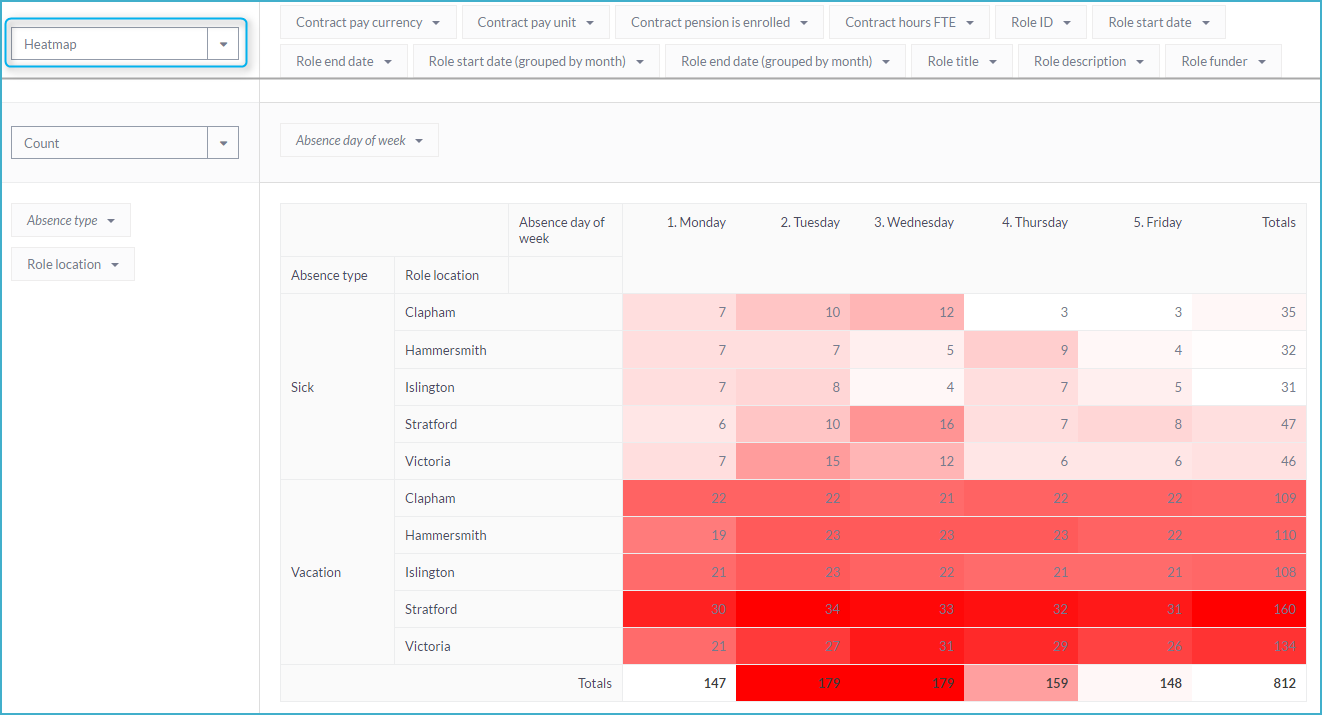 Heatmap
Contract pay currency Contract pay unit Contract pension is enrolled Contract hours FTE Role ID Role start date
Role end date Role start date (grouped by month) Role end date (grouped by month) Role title Role description Role funder
Count
Absence day of week
Absence type
Role location
Absence day of week 1. Monday 2. Tuesday 3. Wednesday 4. Thursday 5. Friday Totals
Absence type Role location
Sick
Clapham 7 10 12 3 3 35
Hammersmith 7 7 5 9 4 32
Islington 7 8 4 7 5 31
Stratford 6 10 16 7 8 47
Victoria 7 15 12 6 6 46
Vacation
Clapham 22 22 21 22 22 109
Hammersmith 19 23 23 23 22 110
Islington 21 23 22 21 21 108
Stratford 30 34 33 32 31 160
Victoria 21 27 31 29 26 134
Totals 147 179 179 159 148 812